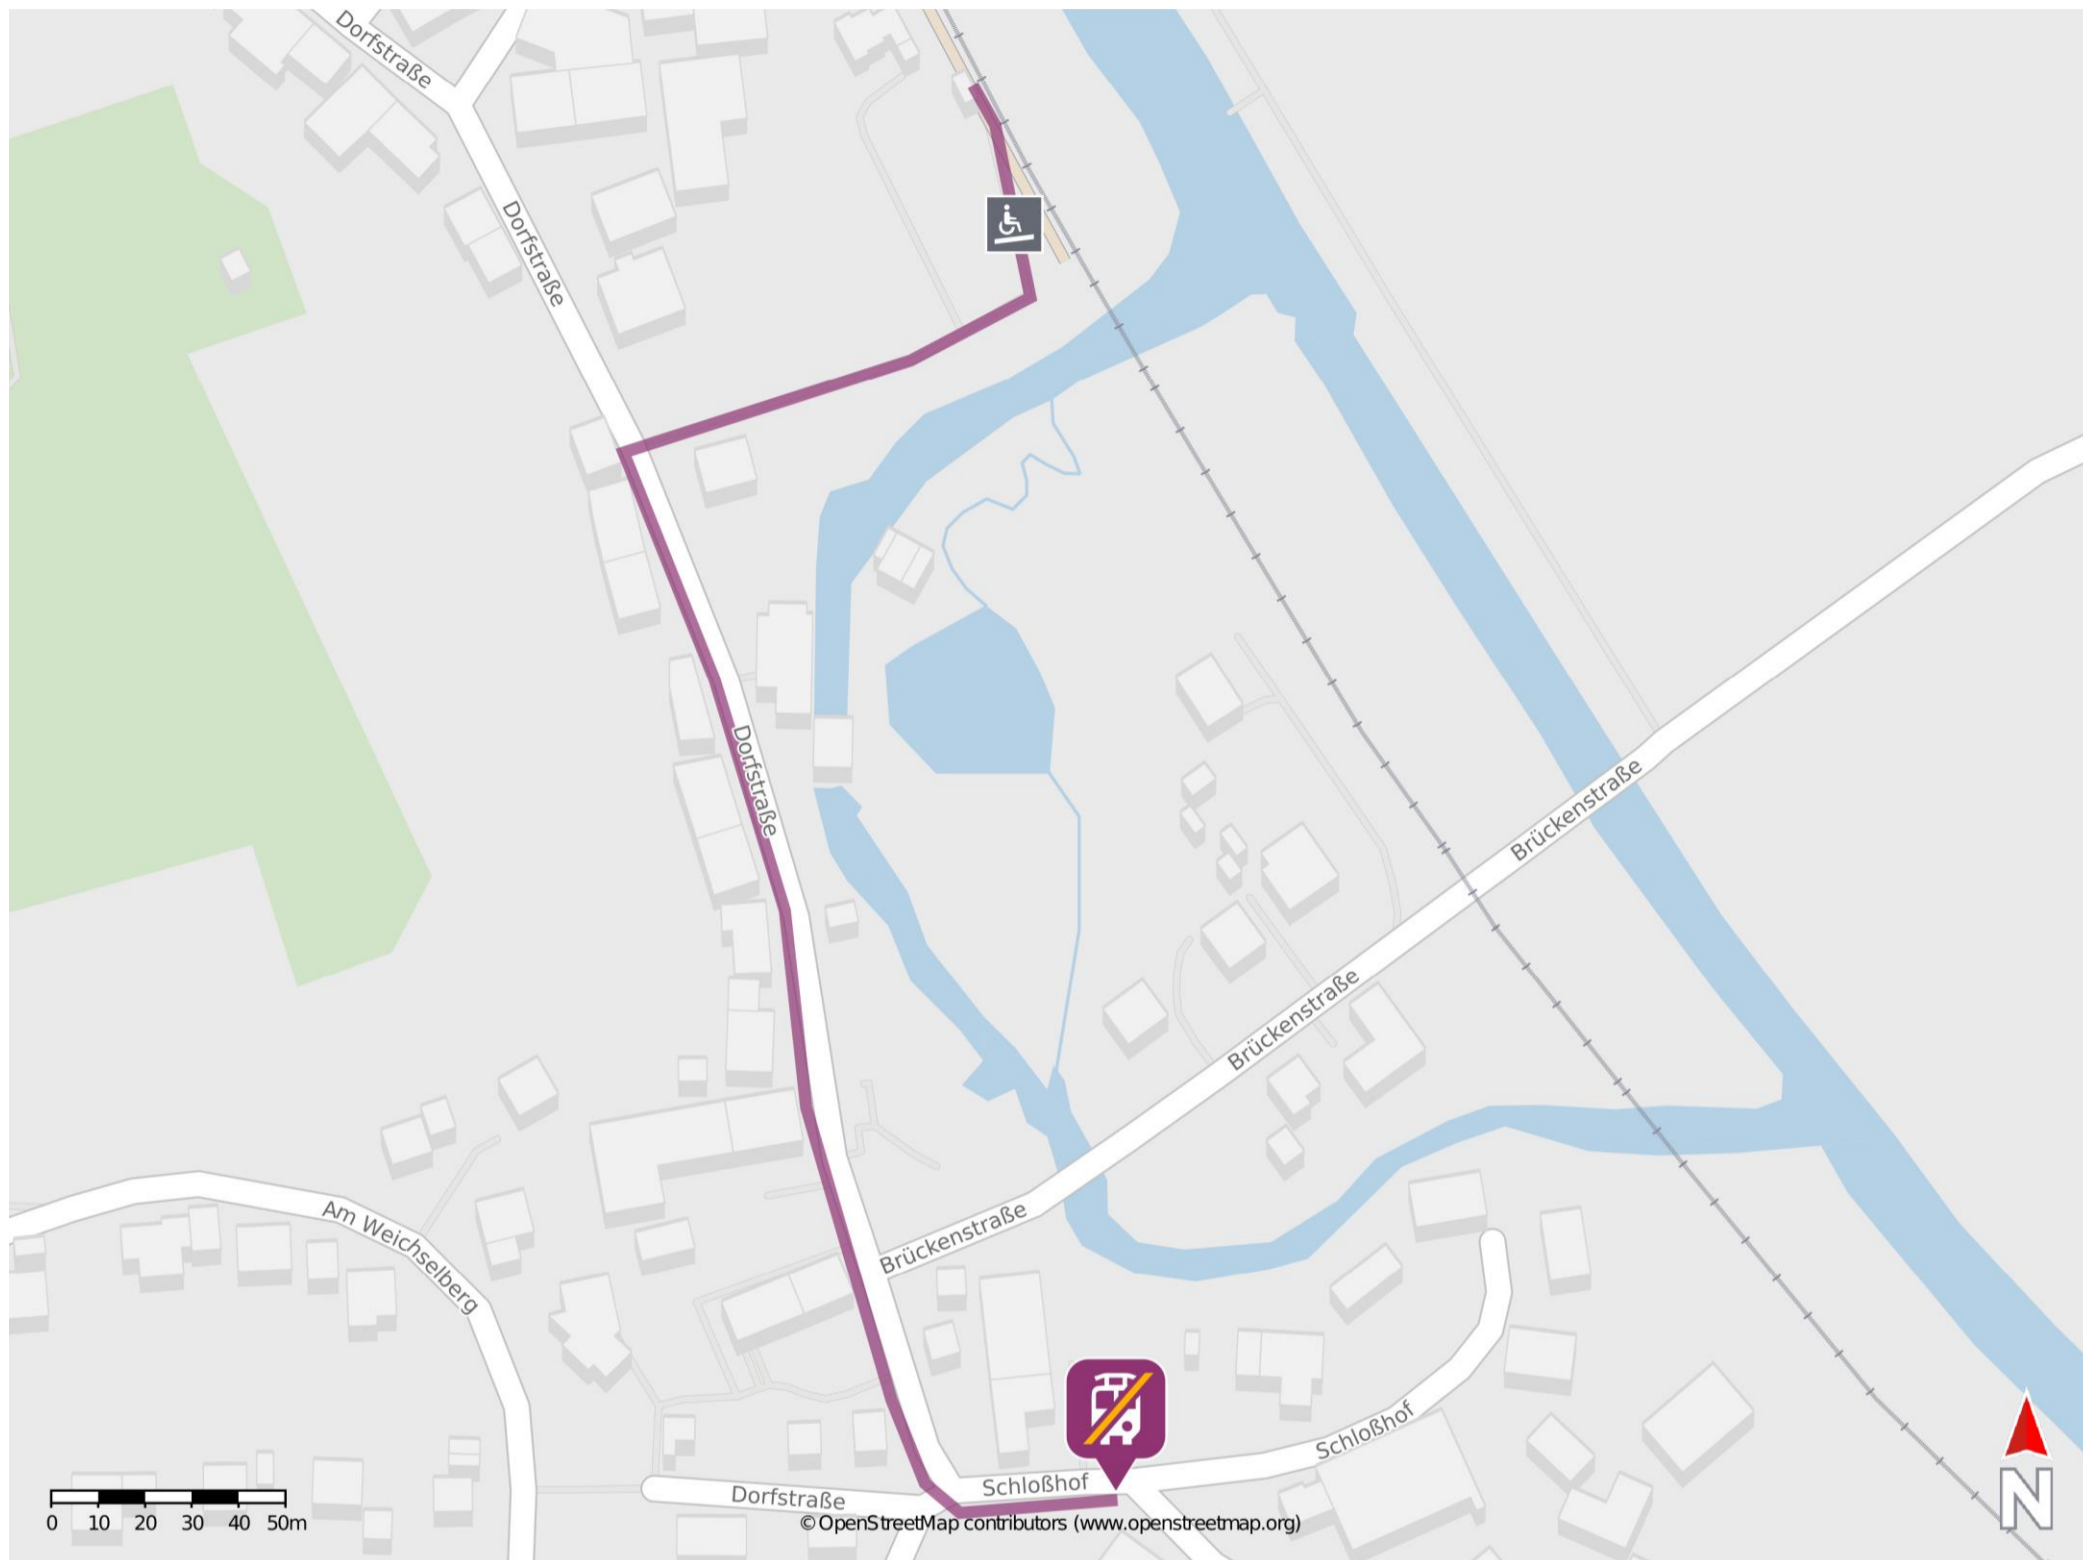 Dorfstraße
Dorfstraße
Dorfstraße
Brückenstraße
Brückenstraße
Brückenstraße
Am Weichselberg
Schloßhof
Schloßhof
Dorfstraße
0 10 20 30 40 50m
© OpenStreetMap contributors (www.openstreetmap.org)
N